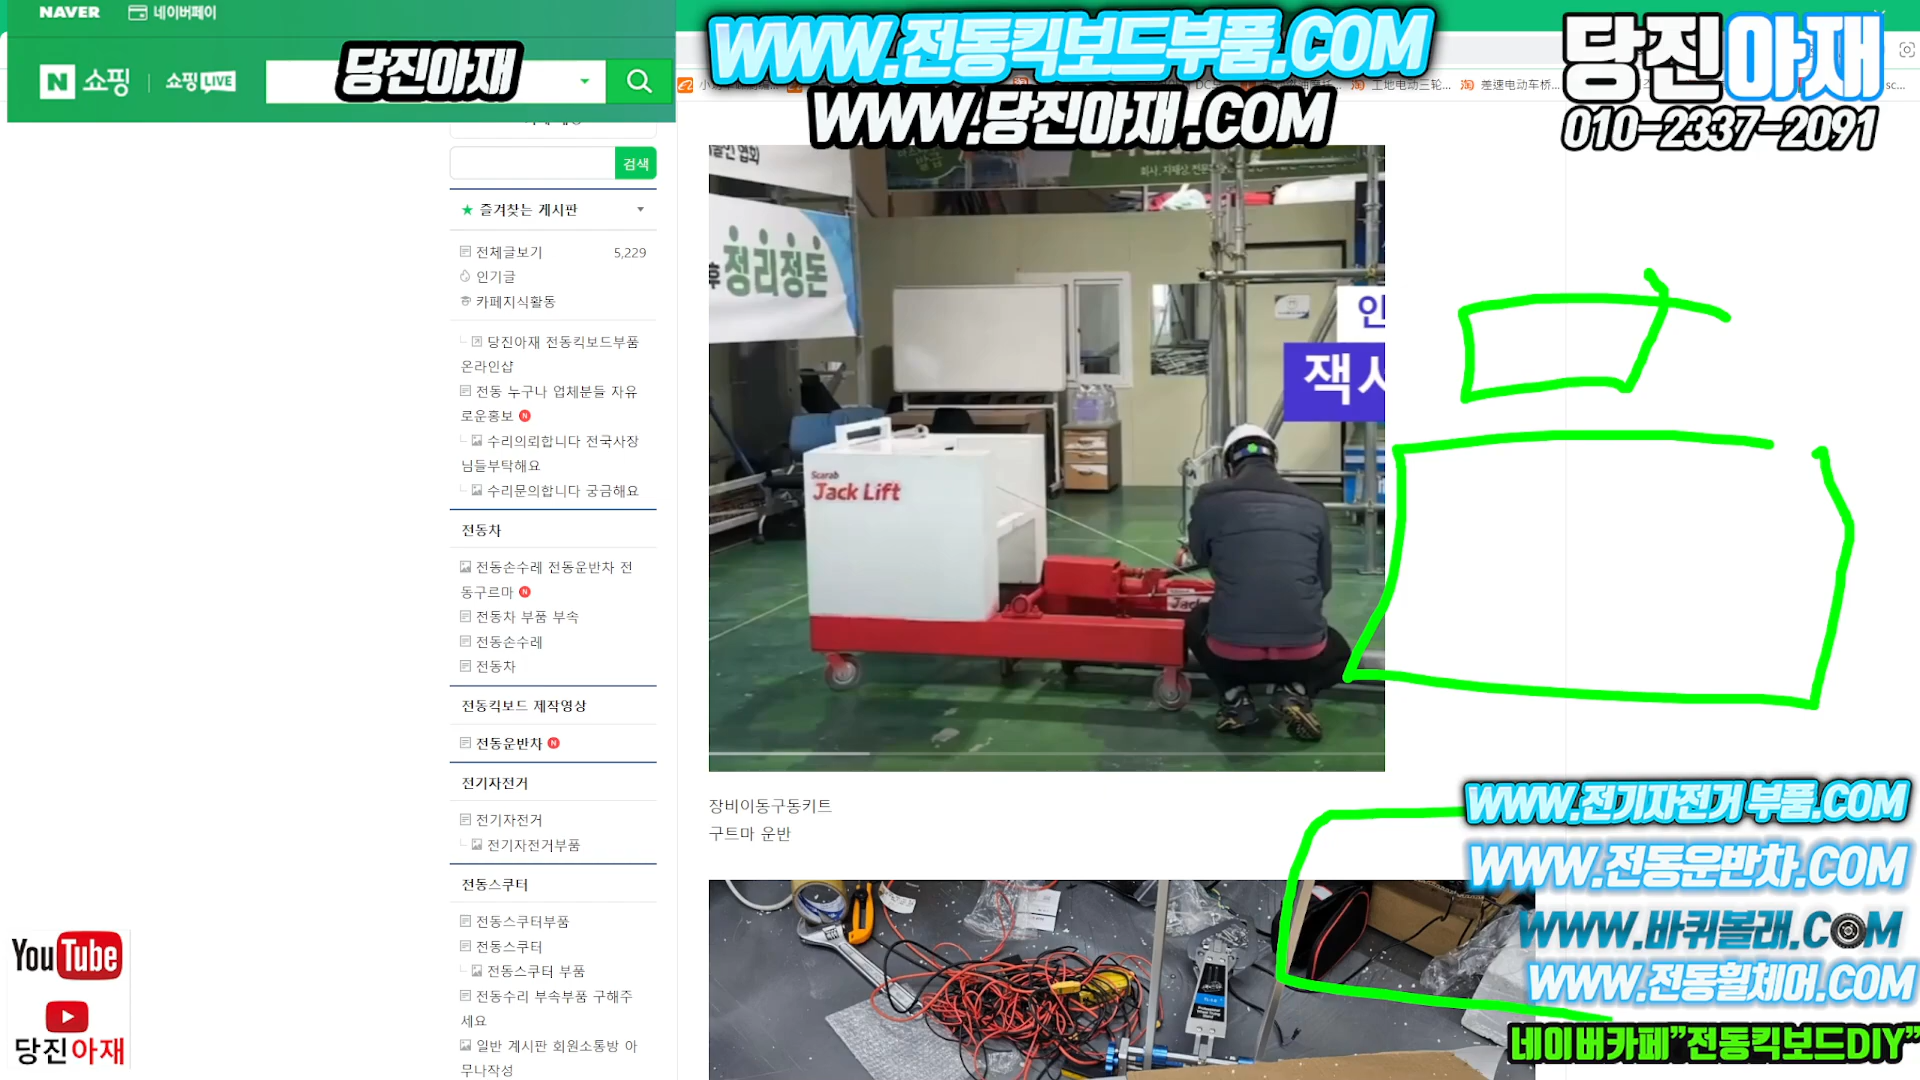 NAVER 네이버페이
N 쇼핑 쇼핑LIVE 당진아재
WWW.전동킥보드부품.COM
WWW.당진아재.COM
당진아재
010-2337-2091
工地电动三轮...
差速电动车桥...
검색
즐겨찾는 게시판
전체글보기 5,229
인기글
카페지식활동
당진아재 전동킥보드부품
온라인샵
전동 누구나 업체분들 자유
로운홍보 N
수리의뢰합니다 전국사장
님들부탁해요
수리문의합니다 궁금해요
전동차
전동손수레 전동운반차 전
동구르마 N
전동차 부품 부속
전동손수레
전동차
전동킥보드 제작영상
전동운반차 N
전기자전거
전기자전거
전기자전거부품
전동스쿠터
전동스쿠터부품
전동스쿠터
전동스쿠터 부품
전동수리 부속부품 구해주
세요
일반 게시판 회원소통방 아
무나작성
정리정돈
Scarab
Jack Lift
장비이동구동키트
구트마 운반
WWW.전기자전거 부품.COM
WWW.전동운반차.COM
WWW.바퀴볼래.COM
WWW.전동휠체어.COM
네이버카페"전동킥보드DIY"
YouTube
당진아재